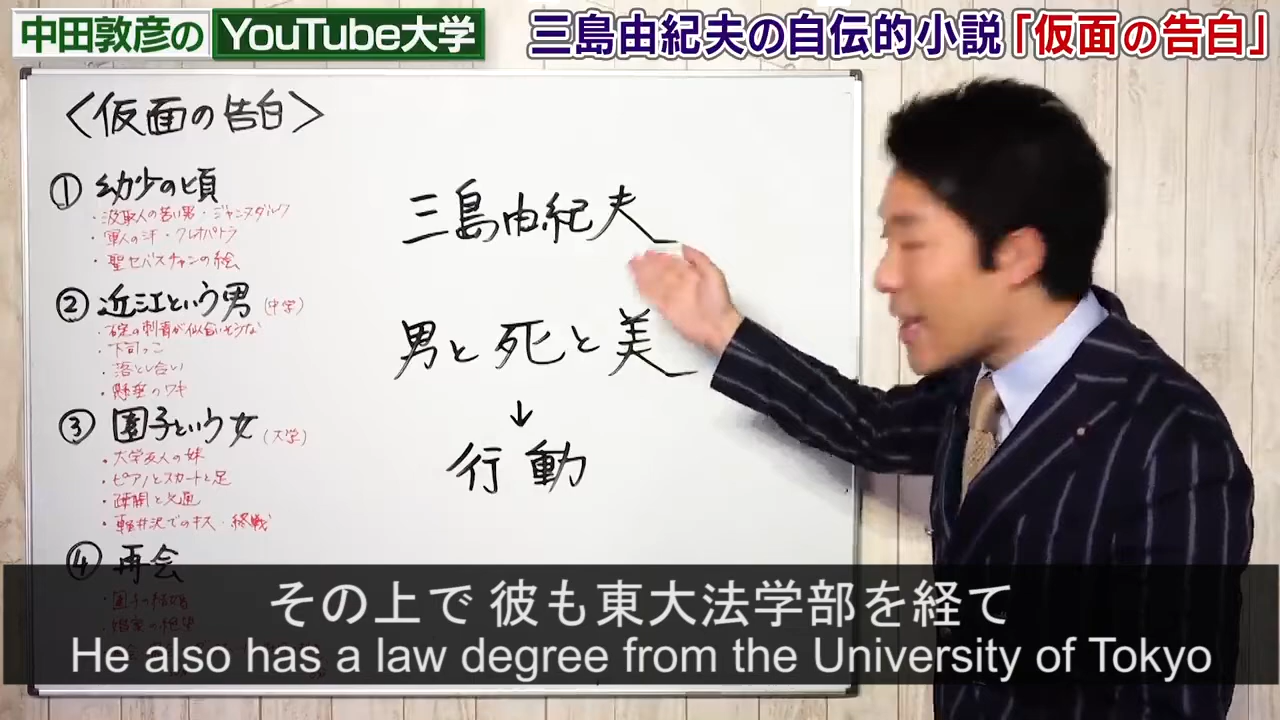 中田敦彦の YouTube大学
三島由紀夫の自伝的小説「仮面の告白」
<仮面の告白>
① 幼少の頃
・汲取人の若い男・ジャンヌダルク
・軍人の汗・クレオパトラ
・聖セバスチャンの絵
② 近江という男 (中学)
の刺青が似合いそうな
・下司っこ
・落とし合い
・懸垂のワキ
③ 園子という女 (大学)
・大学友人の妹
・ピアノとスカートと足
・疎開と文通
・軽井沢でのキス・終戦
④ 再会
・園子の結婚
三島由紀夫
男と死と美
↓
行動
その上で 彼も東大法学部を経て
He also has a law degree from the University of Tokyo